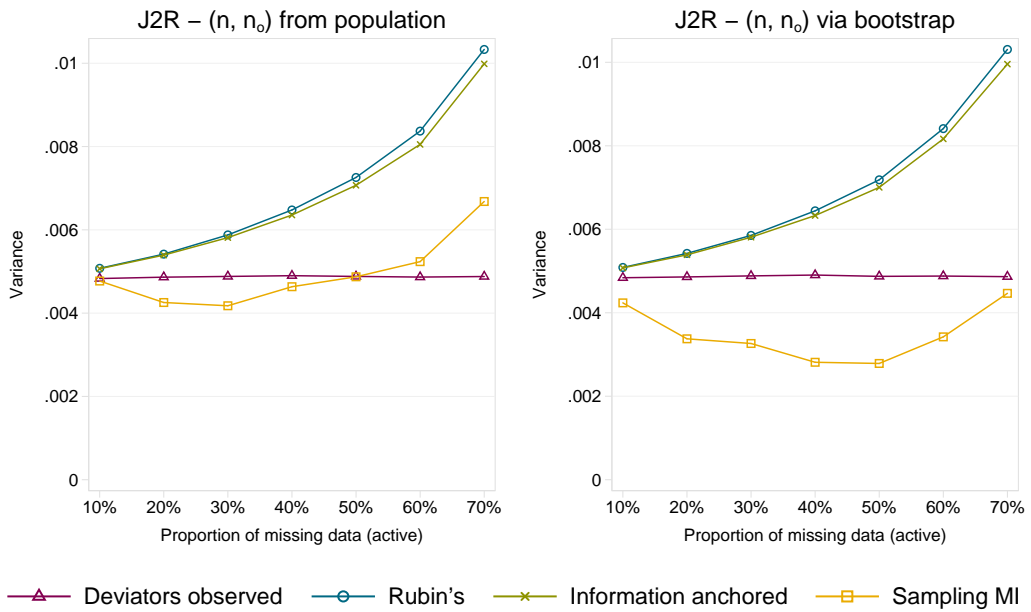 J2R – (n, nₒ) from population
.01
.008
.006
.004
.002
0
Variance
10% 20% 30% 40% 50% 60% 70%
Proportion of missing data (active)
J2R – (n, nₒ) via bootstrap
.01
.008
.006
.004
.002
0
Variance
10% 20% 30% 40% 50% 60% 70%
Proportion of missing data (active)
Deviators observed Rubin's Information anchored Sampling MI